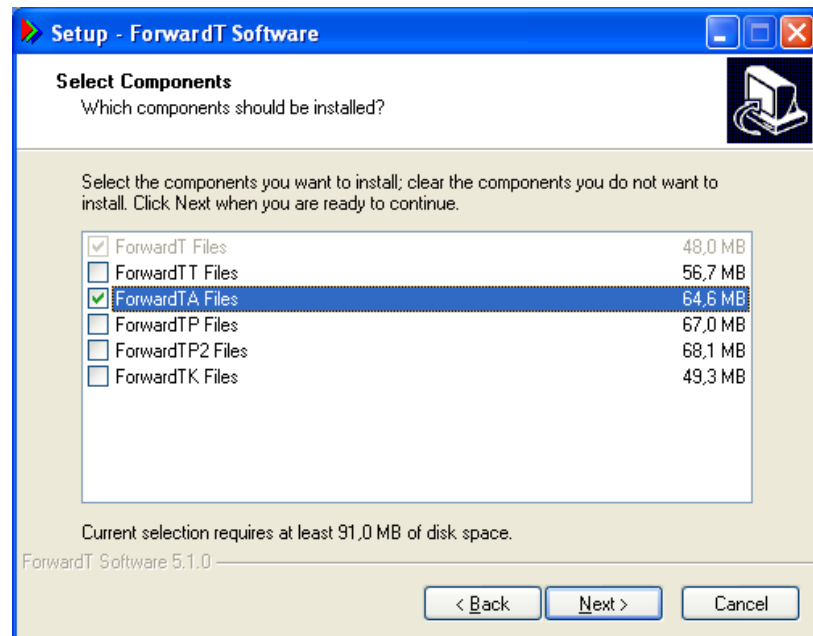 Setup - ForwardT Software
Select Components
Which components should be installed?
Select the components you want to install; clear the components you do not want to
install. Click Next when you are ready to continue.
ForwardT Files 48,0 MB
ForwardTT Files 56,7 MB
ForwardTA Files 64,6 MB
ForwardTP Files 67,0 MB
ForwardTP2 Files 68,1 MB
ForwardTK Files 49,3 MB
Current selection requires at least 91,0 MB of disk space.
ForwardT Software 5.1.0
< Back Next > Cancel